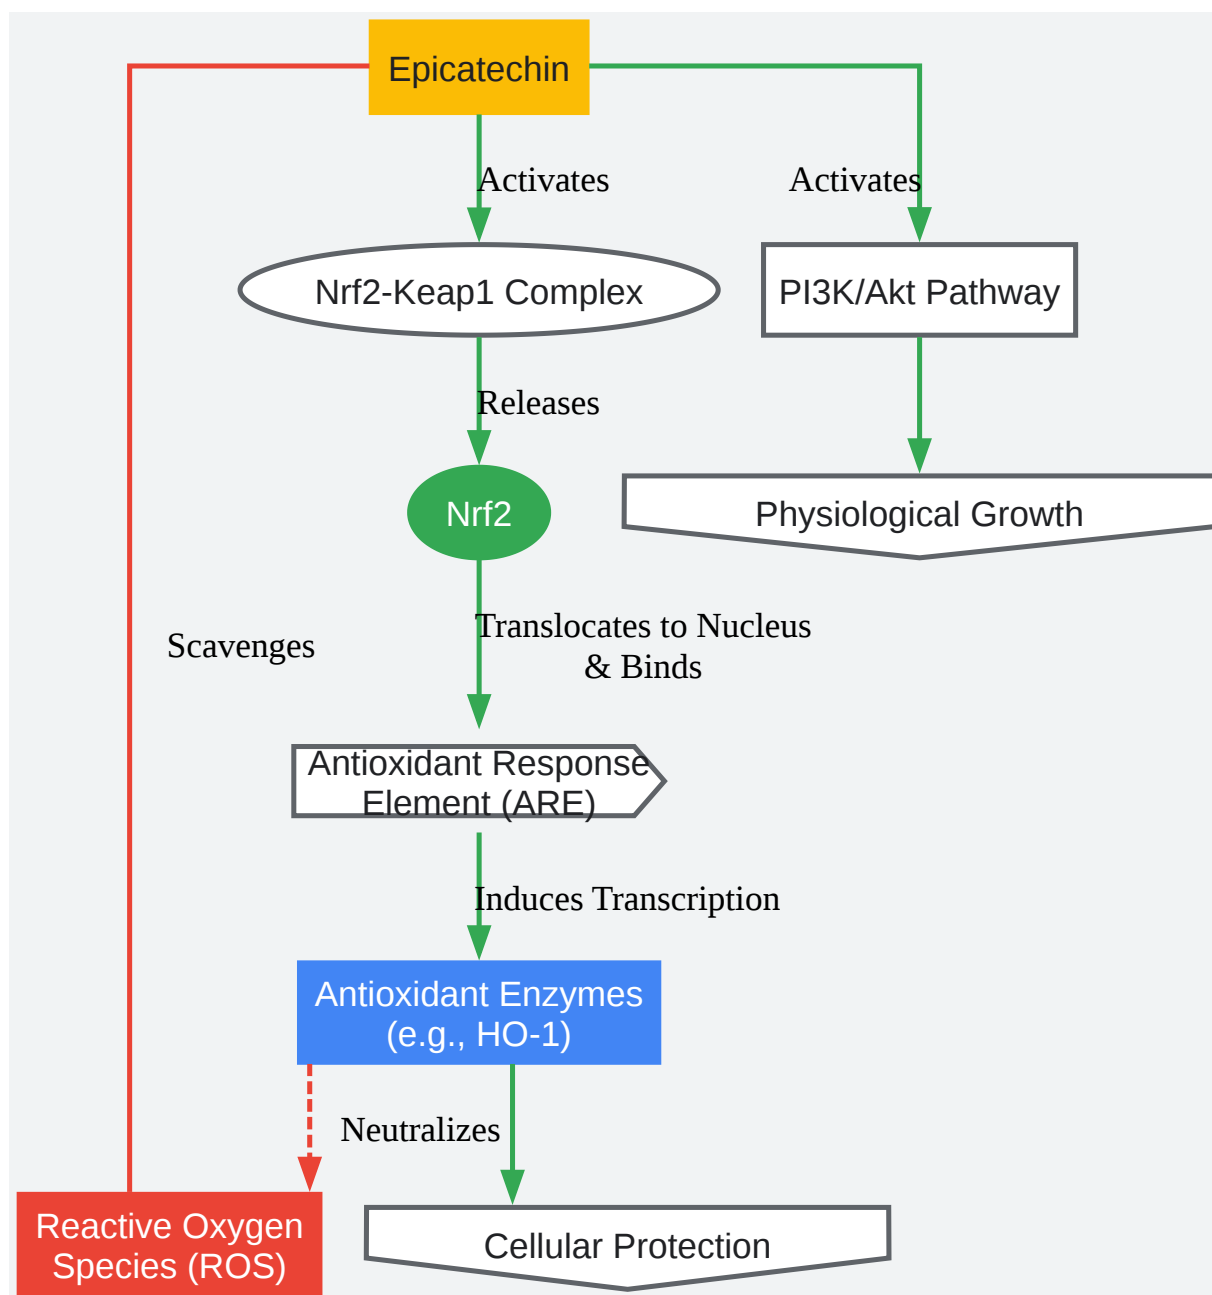 Epicatechin
Activates
Activates
Nrf2-Keap1 Complex
PI3K/Akt Pathway
Releases
Nrf2
Physiological Growth
Translocates to Nucleus
& Binds
Scavenges
Antioxidant Response
Element (ARE)
Induces Transcription
Antioxidant Enzymes
(e.g., HO-1)
Neutralizes
Reactive Oxygen
Species (ROS)
Cellular Protection